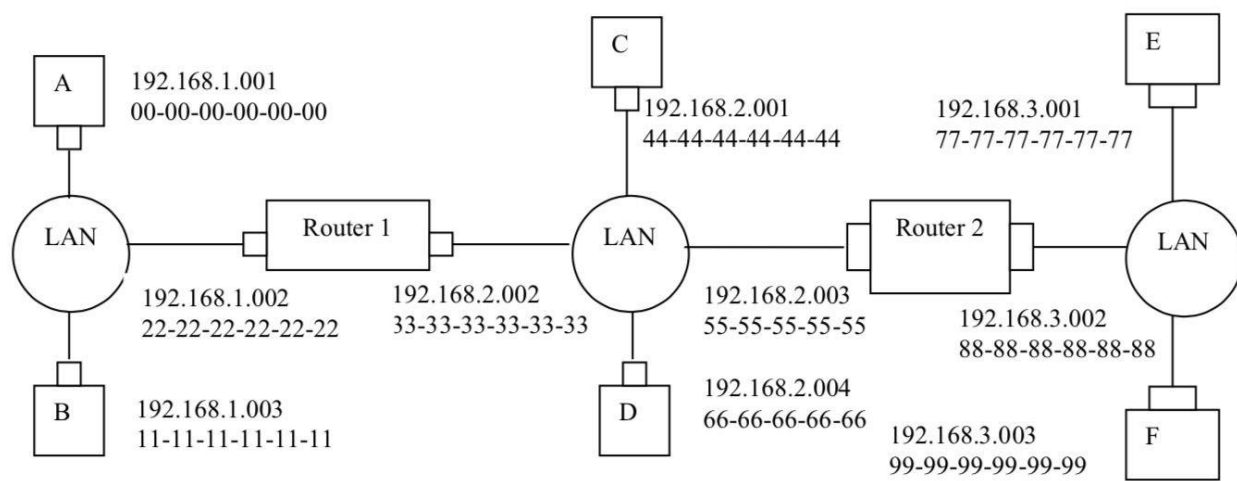 A
192.168.1.001
00-00-00-00-00-00
C
192.168.2.001
44-44-44-44-44-44
E
192.168.3.001
77-77-77-77-77-77
LAN
Router 1
LAN
Router 2
LAN
192.168.1.002
22-22-22-22-22-22
192.168.2.002
33-33-33-33-33-33
192.168.2.003
55-55-55-55-55
192.168.3.002
88-88-88-88-88-88
B
192.168.1.003
11-11-11-11-11-11
D
192.168.2.004
66-66-66-66-66
192.168.3.003
99-99-99-99-99-99
F